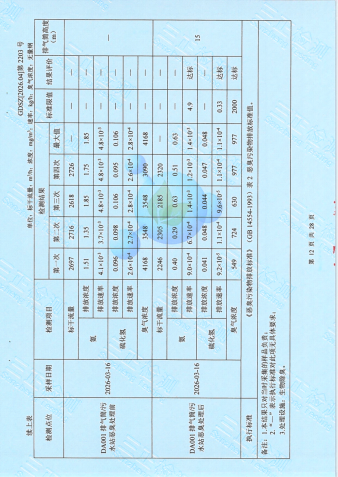 GDSZ[2026.04]第 2203 号
续上表
单位：标干流量：m³/h；浓度：mg/m³；速率：kg/h；臭气浓度：无量纲
检测点位 采样日期 检测项目 检测结果 标准限值 结果评价 排气筒高度（m）
第一次 第二次 第三次 第四次 最大值
DA001 排气筒/污水站恶臭处理前 2026-03-16 标干流量 2697 2716 2618 2726 — — — —
氨 排放浓度 1.51 1.35 1.85 1.75 1.85 — —
排放速率 4.1×10⁻³ 3.7×10⁻³ 4.8×10⁻³ 4.8×10⁻³ 4.8×10⁻³ — —
硫化氢 排放浓度 0.096 0.098 0.106 0.095 0.106 — —
排放速率 2.6×10⁻⁴ 2.7×10⁻⁴ 2.8×10⁻⁴ 2.6×10⁻⁴ 2.8×10⁻⁴ — —
臭气浓度 4168 3548 3548 3090 4168 — —
DA001 排气筒/污水站恶臭处理后 2026-03-16 标干流量 2246 2305 2185 2320 — — — 15
氨 排放浓度 0.40 0.29 0.63 0.51 0.63 — —
排放速率 9.0×10⁻⁴ 6.7×10⁻⁴ 1.4×10⁻³ 1.2×10⁻³ 1.4×10⁻³ 4.9 达标
硫化氢 排放浓度 0.041 0.048 0.044 0.047 0.048 — —
排放速率 9.2×10⁻⁵ 1.1×10⁻⁴ 9.6×10⁻⁵ 1.1×10⁻⁴ 1.1×10⁻⁴ 0.33 达标
臭气浓度 549 724 630 977 977 2000 达标
执行标准 《恶臭污染物排放标准》（GB 14554-1993）表 2 恶臭污染物排放标准值。
备注：1.本结果只对当时采集的样品负责。
2.“—”表示执行标准对此项无具体要求。
3.处理设施：生物除臭。
第 12 页 共 28 页